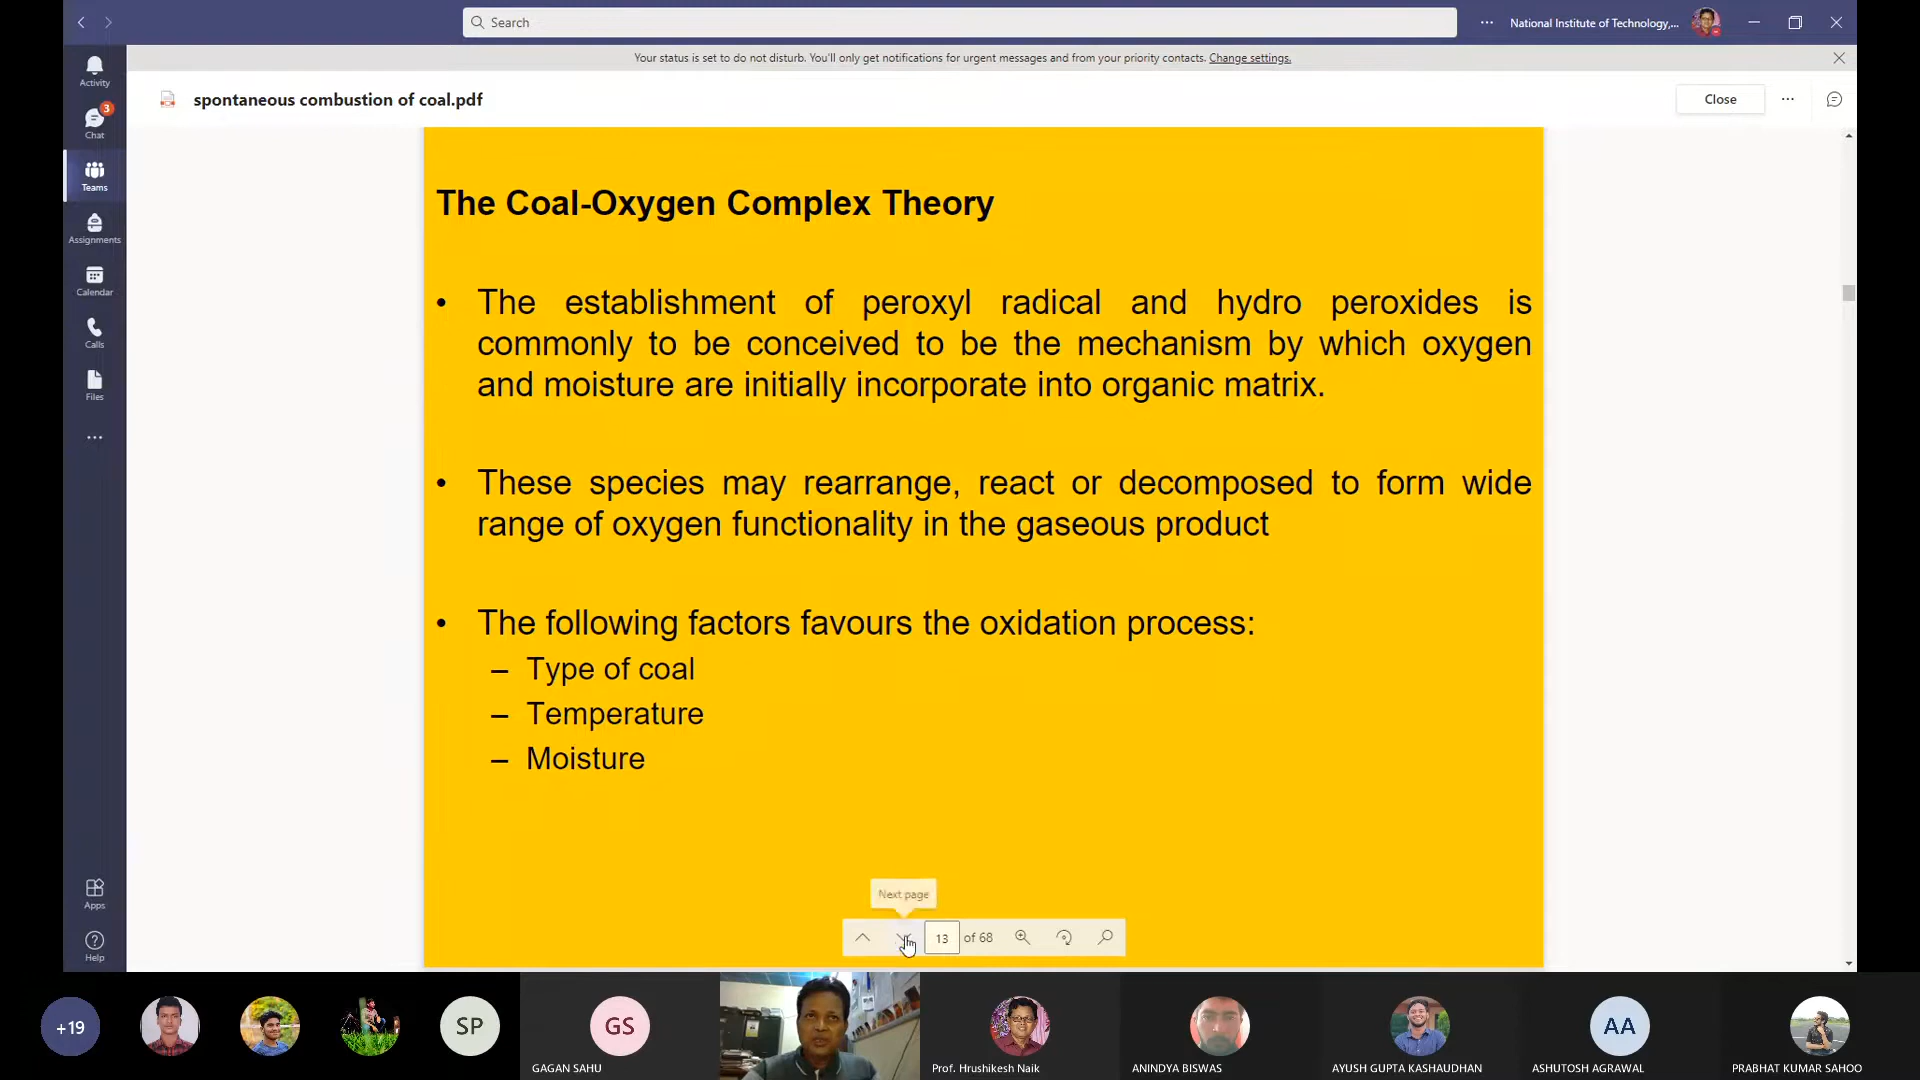 Search
National Institute of Technology,...
Your status is set to do not disturb. You'll only get notifications for urgent messages and from your priority contacts. Change settings.
Activity
3
Chat
Teams
Assignments
Calendar
Calls
Files
Apps
Help
spontaneous combustion of coal.pdf
Close
The Coal-Oxygen Complex Theory
• The establishment of peroxyl radical and hydro peroxides is
commonly to be conceived to be the mechanism by which oxygen
and moisture are initially incorporate into organic matrix.
• These species may rearrange, react or decomposed to form wide
range of oxygen functionality in the gaseous product
• The following factors favours the oxidation process:
– Type of coal
– Temperature
– Moisture
Next page
13 of 68
+19
SP
GS
GAGAN SAHU
Prof. Hrushikesh Naik
ANINDYA BISWAS
AYUSH GUPTA KASHAUDHAN
AA
ASHUTOSH AGRAWAL
PRABHAT KUMAR SAHOO